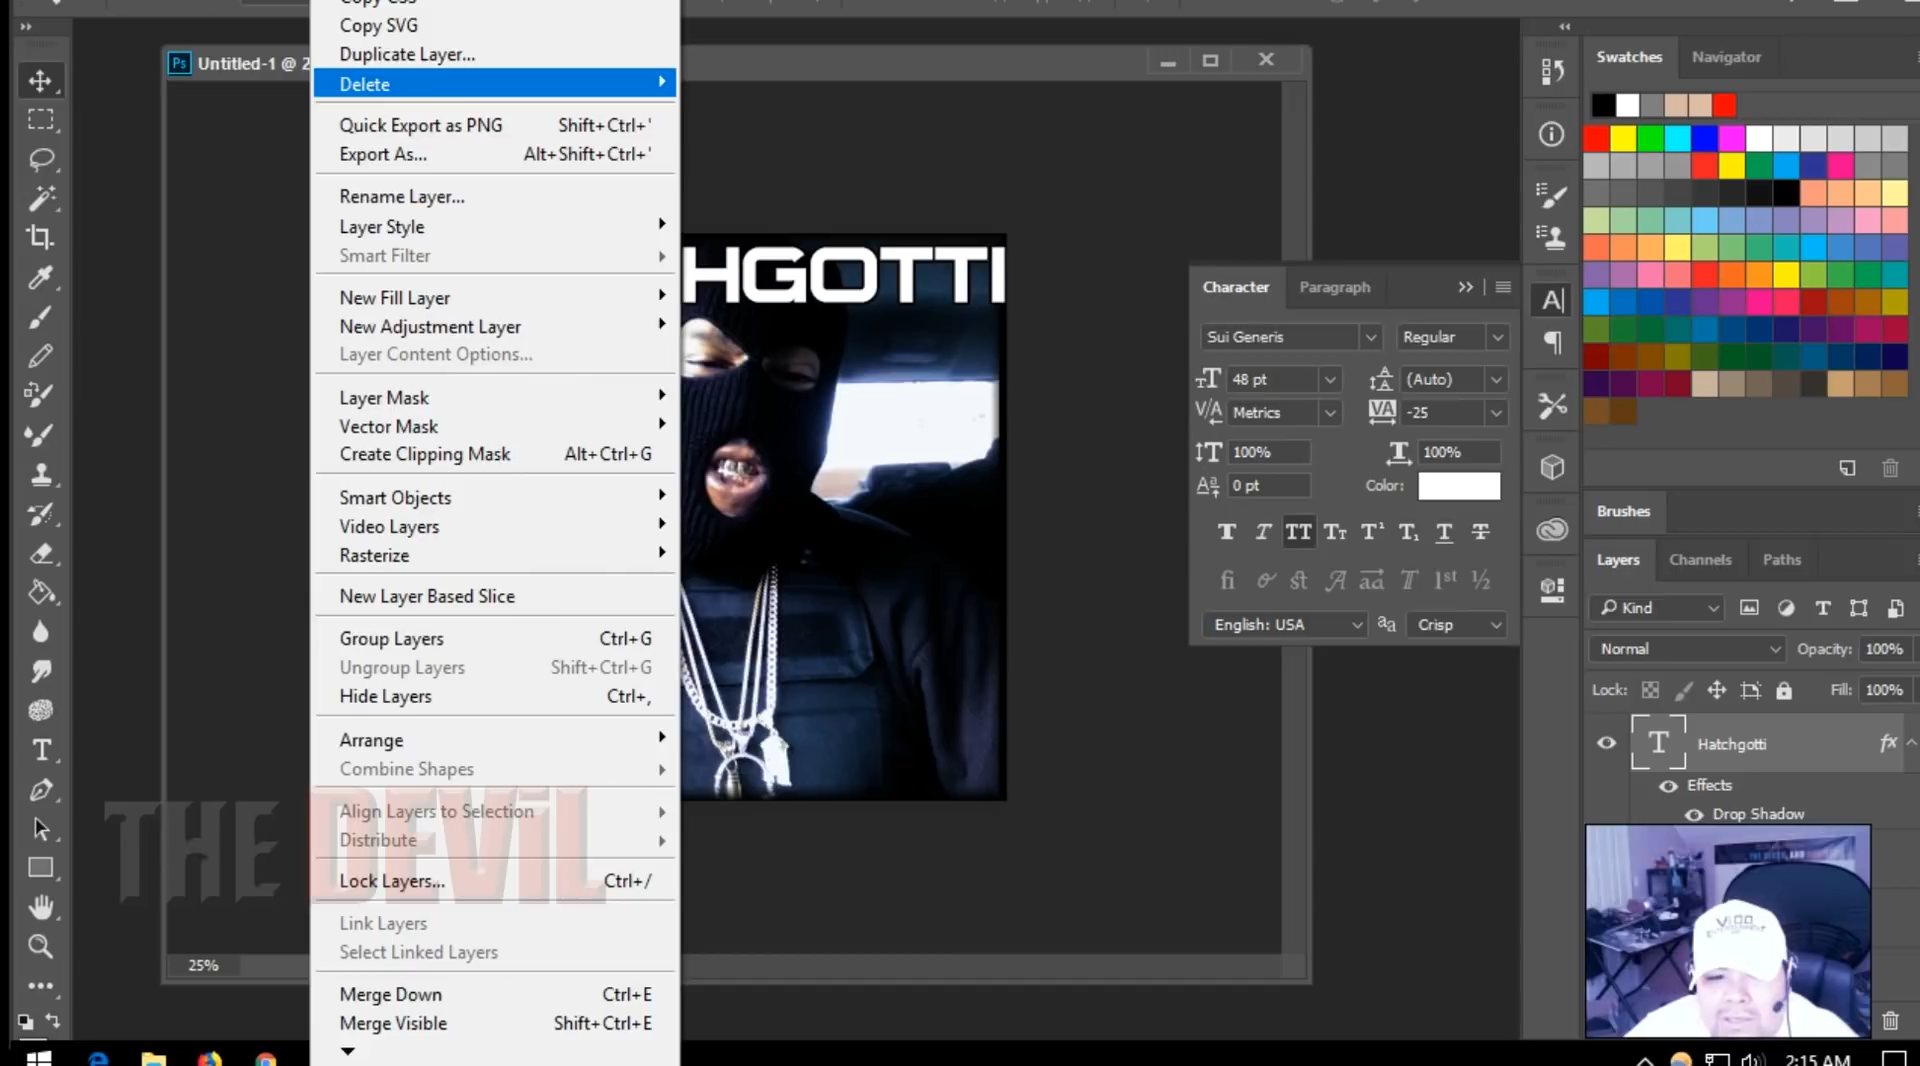 Copy CSS
Copy SVG
Duplicate Layer...
Delete
Quick Export as PNG Shift+Ctrl+'
Export As... Alt+Shift+Ctrl+'
Rename Layer...
Layer Style
Smart Filter
New Fill Layer
New Adjustment Layer
Layer Content Options...
Layer Mask
Vector Mask
Create Clipping Mask Alt+Ctrl+G
Smart Objects
Video Layers
Rasterize
New Layer Based Slice
Group Layers Ctrl+G
Ungroup Layers Shift+Ctrl+G
Hide Layers Ctrl+,
Arrange
Combine Shapes
Align Layers to Selection
Distribute
Lock Layers... Ctrl+/
Link Layers
Select Linked Layers
Merge Down Ctrl+E
Merge Visible Shift+Ctrl+E
Ps Untitled-1 @ 2
HGOTTI
THE DEViL
25%
Character Paragraph
Sui Generis Regular
48 pt (Auto)
Metrics -25
100% 100%
0 pt Color:
English: USA Crisp
Swatches Navigator
Brushes
Layers Channels Paths
Kind
Normal Opacity: 100%
Lock: Fill: 100%
Hatchgotti fx
Effects
Drop Shadow
2:15 AM